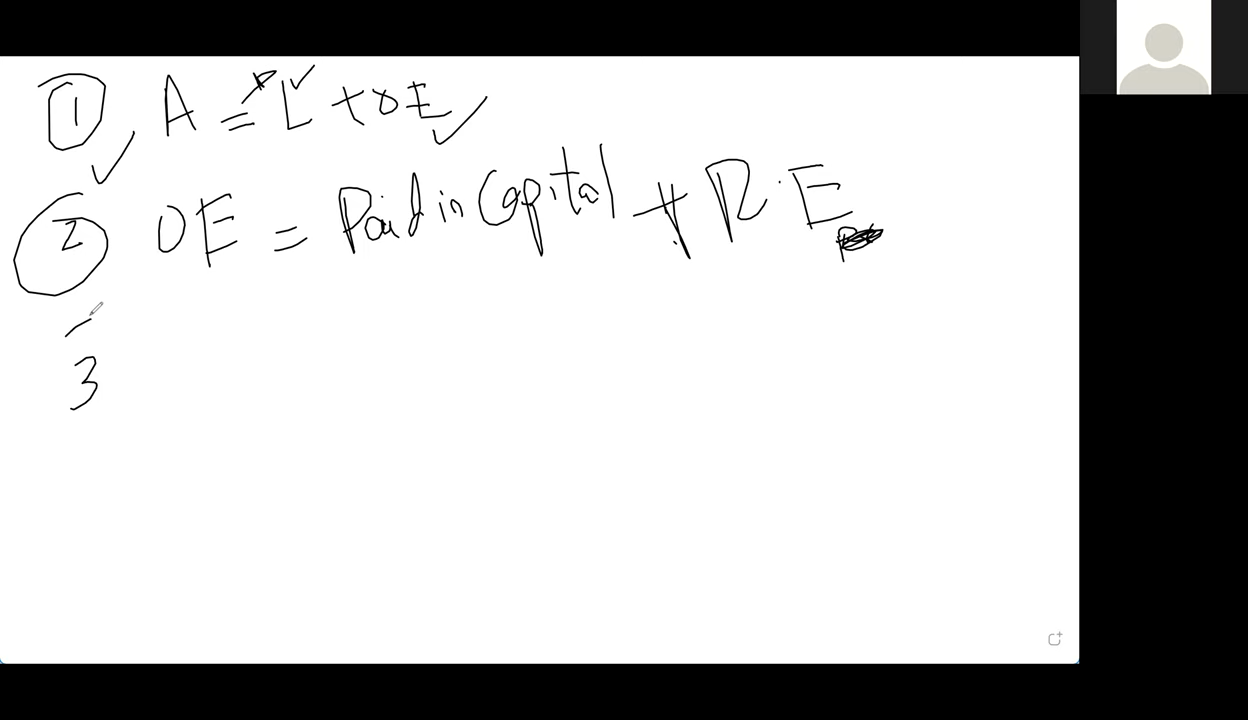 1 A = L + OE
2 OE = Paid in Capital + R.E
3